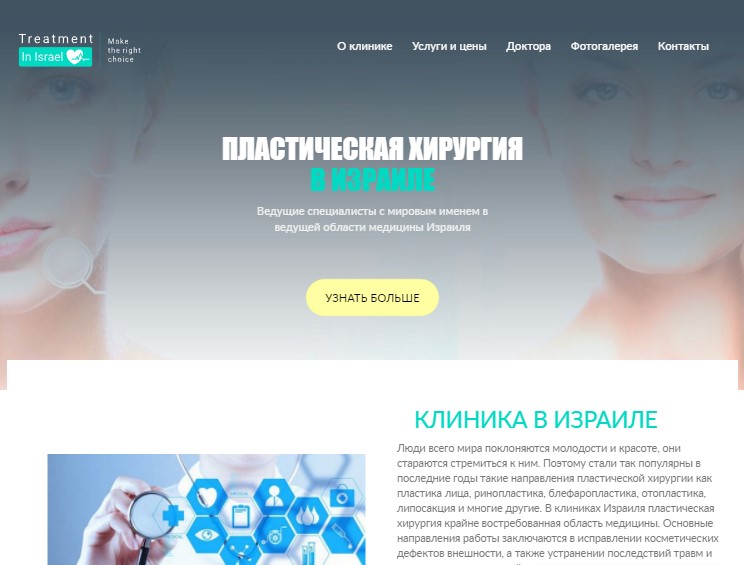 Treatment
In Israel
Make
the right
choice
О клинике Услуги и цены Доктора Фотогалерея Контакты
ПЛАСТИЧЕСКАЯ ХИРУРГИЯ
В ИЗРАИЛЕ
Ведущие специалисты с мировым именем в
ведущей области медицины Израиля
УЗНАТЬ БОЛЬШЕ
КЛИНИКА В ИЗРАИЛЕ
Люди всего мира поклоняются молодости и красоте, они
стараются стремиться к ним. Поэтому стали так популярны в
последние годы такие направления пластической хирургии как
пластика лица, ринопластика, блефаропластика, отопластика,
липосакция и многие другие. В клиниках Израиля пластическая
хирургия крайне востребованная область медицины. Основные
направления работы заключаются в исправлении косметических
дефектов внешности, а также устранении последствий травм и